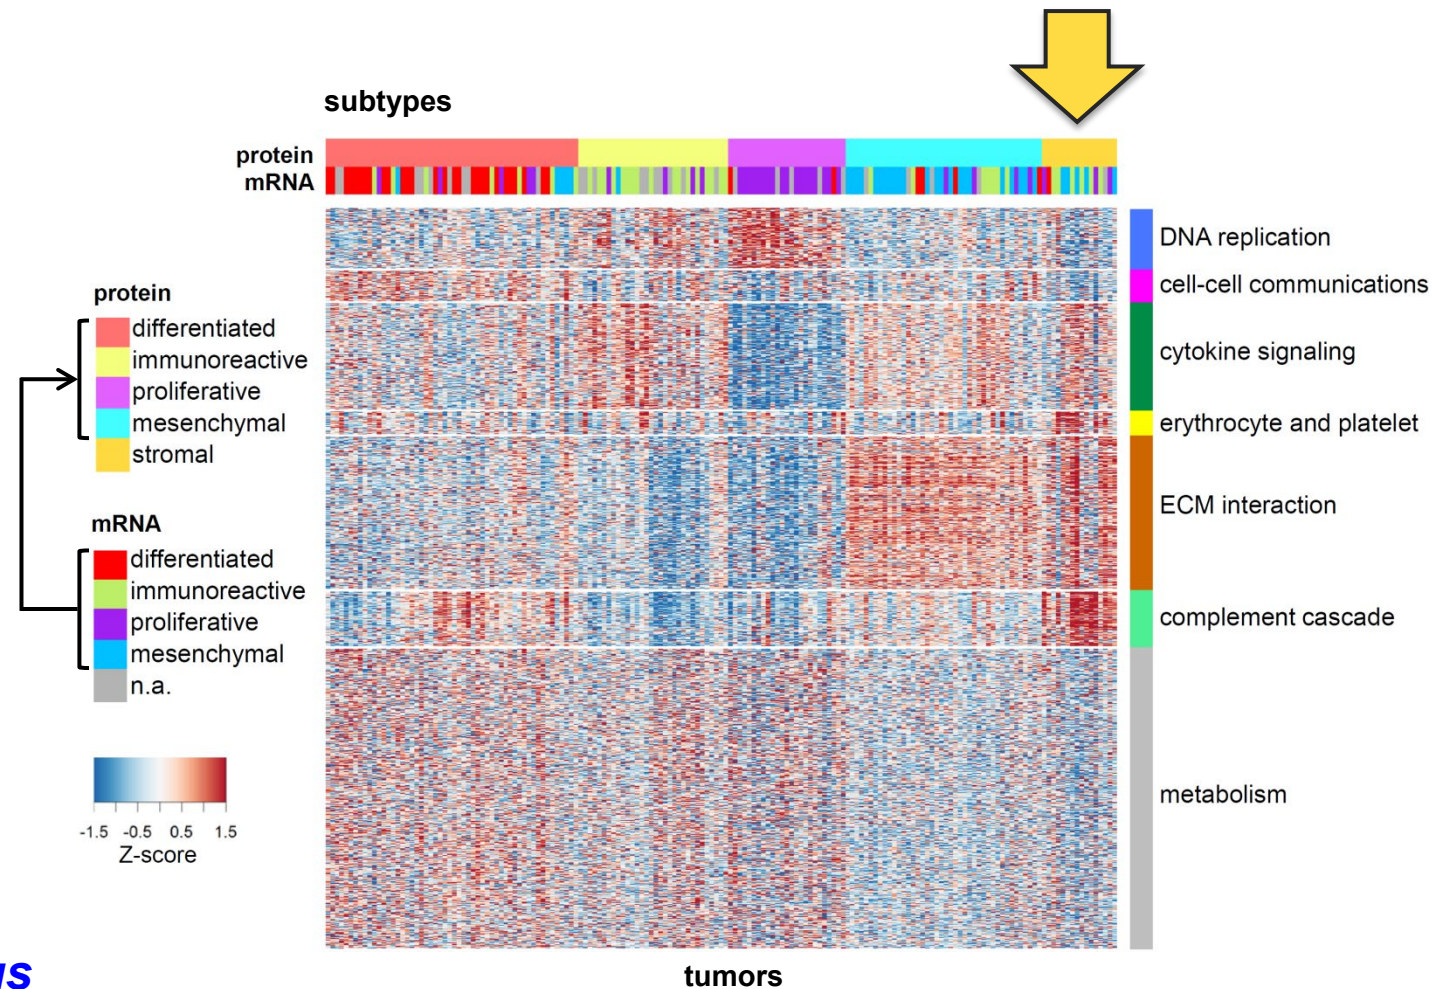 subtypes
protein
mRNA
DNA replication
cell-cell communications
cytokine signaling
erythrocyte and platelet
ECM interaction
complement cascade
metabolism
protein
differentiated
immunoreactive
proliferative
mesenchymal
stromal
mRNA
differentiated
immunoreactive
proliferative
mesenchymal
n.a.
-1.5 -0.5 0.5 1.5
Z-score
tumors